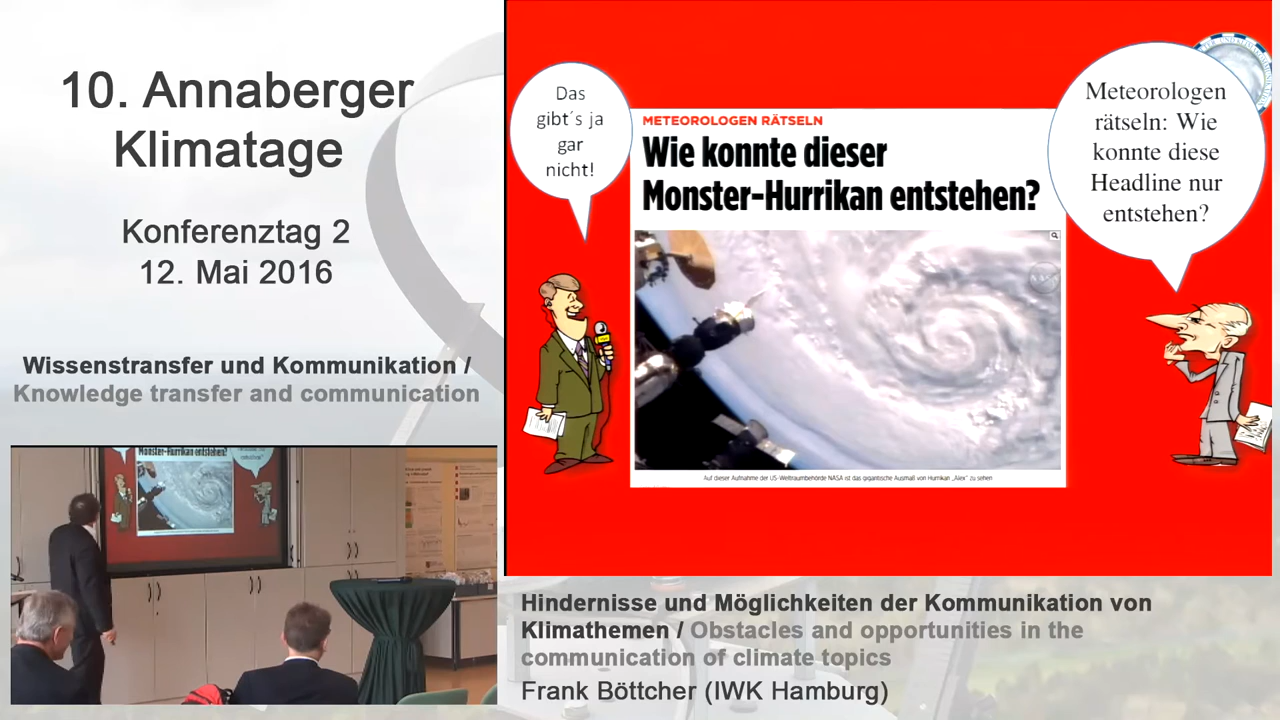 10. Annaberger
Klimatage
Konferenztag 2
12. Mai 2016
Wissenstransfer und Kommunikation /
Knowledge transfer and communication
Das
gibt´s ja
gar
nicht!
METEOROLOGEN RÄTSELN
Wie konnte dieser
Monster-Hurrikan entstehen?
Auf dieser Aufnahme der US-Weltraumbehörde NASA ist das gigantische Ausmaß von Hurrikan „Alex" zu sehen
Meteorologen
rätseln: Wie
konnte diese
Headline nur
entstehen?
Monster-Hurrikan entstehen?
Hindernisse und Möglichkeiten der Kommunikation von
Klimathemen / Obstacles and opportunities in the
communication of climate topics
Frank Böttcher (IWK Hamburg)